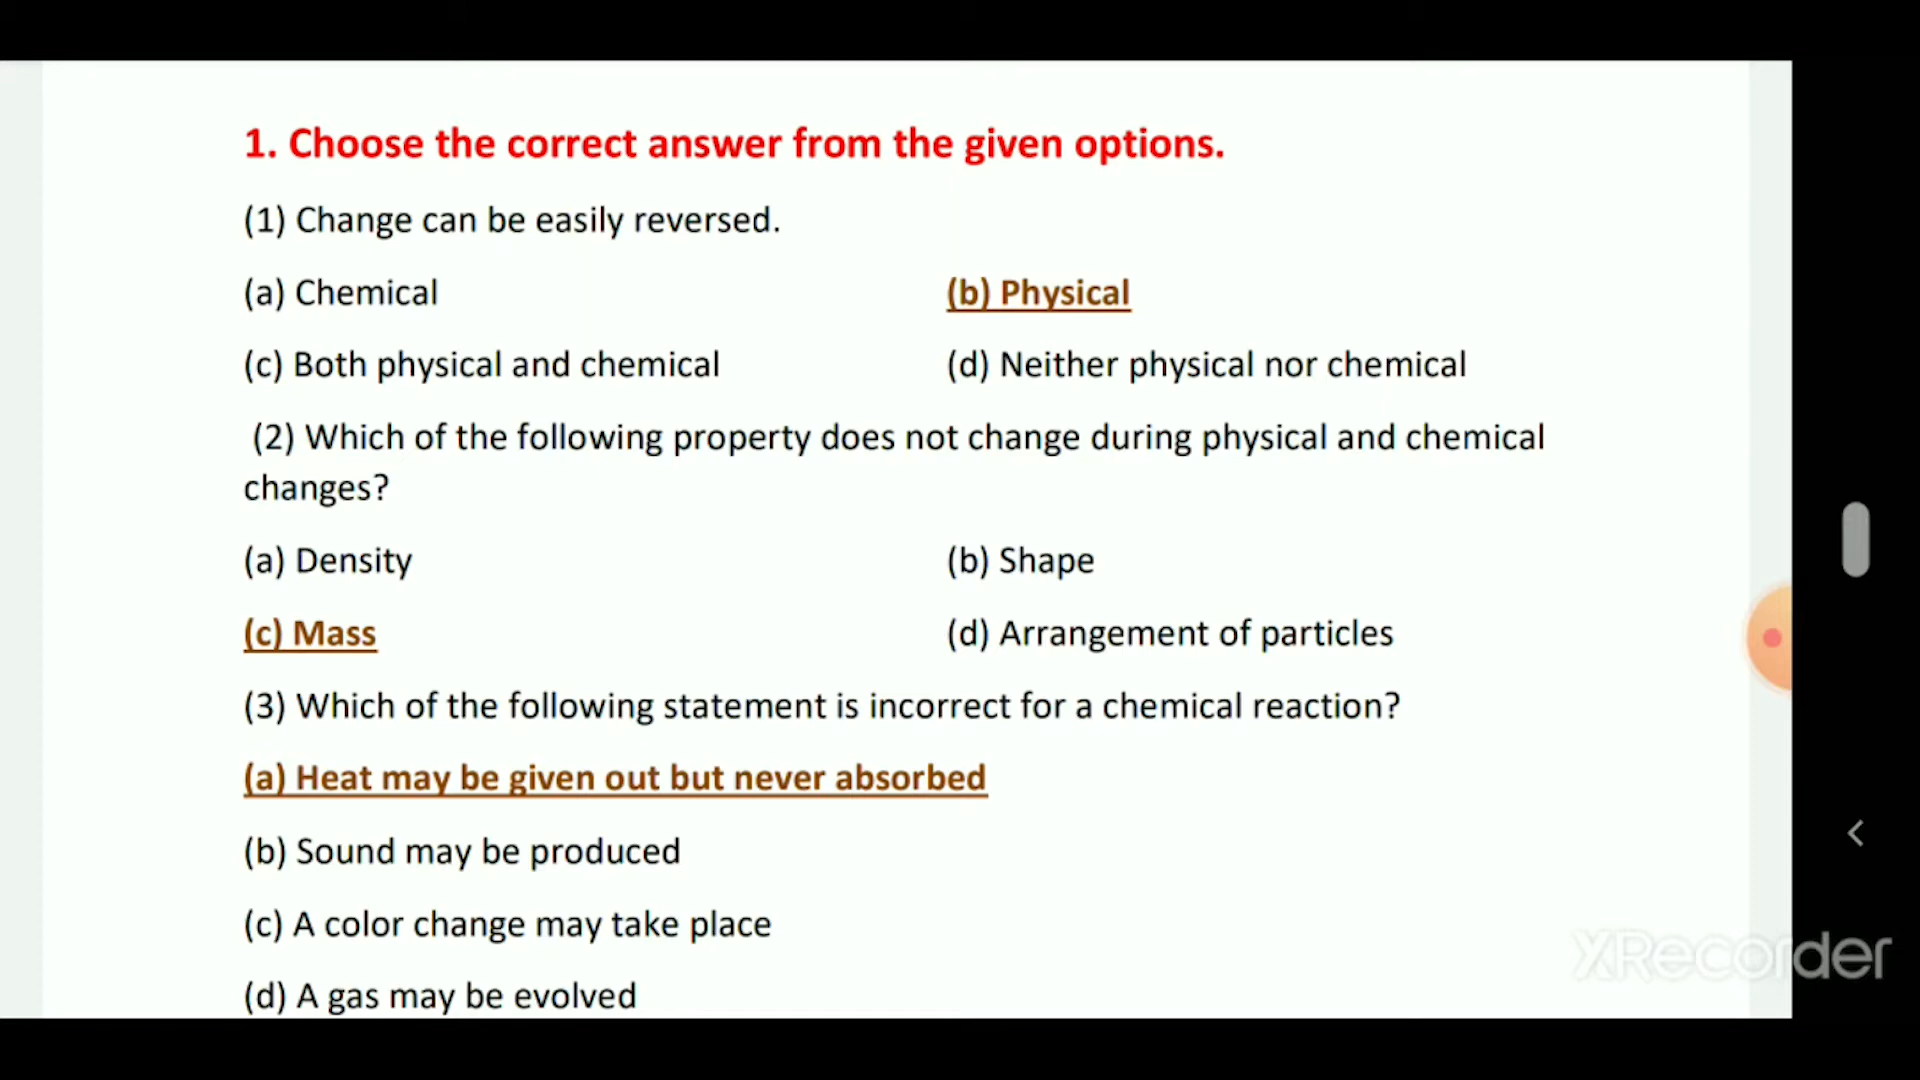 1. Choose the correct answer from the given options.
(1) Change can be easily reversed.
(a) Chemical (b) Physical
(c) Both physical and chemical (d) Neither physical nor chemical
(2) Which of the following property does not change during physical and chemical
changes?
(a) Density (b) Shape
(c) Mass (d) Arrangement of particles
(3) Which of the following statement is incorrect for a chemical reaction?
(a) Heat may be given out but never absorbed
(b) Sound may be produced
(c) A color change may take place
(d) A gas may be evolved
XRecorder